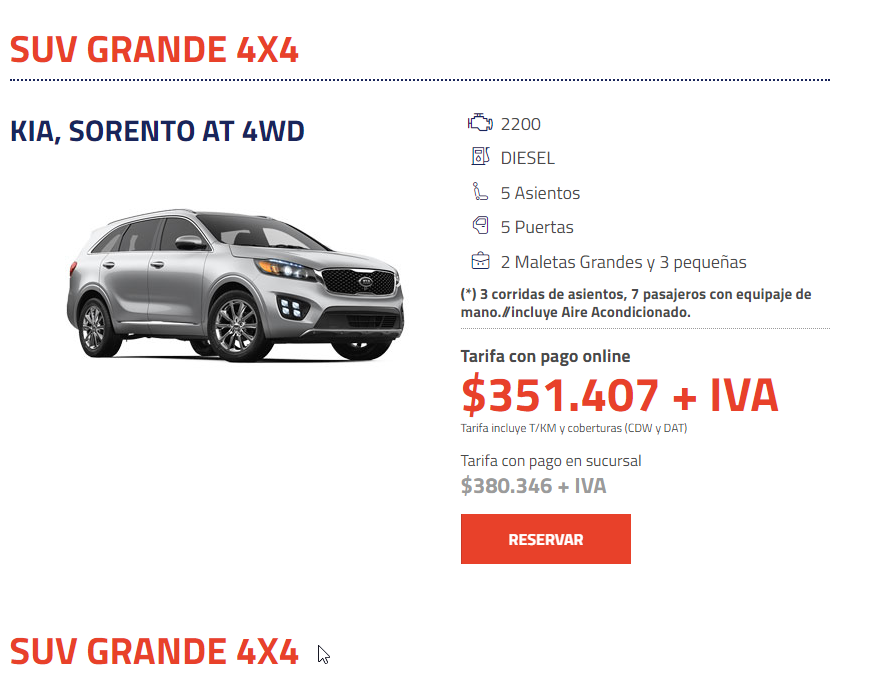 SUV GRANDE 4X4
KIA, SORENTO AT 4WD
2200
DIESEL
5 Asientos
5 Puertas
2 Maletas Grandes y 3 pequeñas
(*) 3 corridas de asientos, 7 pasajeros con equipaje de
mano.//incluye Aire Acondicionado.
Tarifa con pago online
$351.407 + IVA
Tarifa incluye T/KM y coberturas (CDW y DAT)
Tarifa con pago en sucursal
$380.346 + IVA
RESERVAR
SUV GRANDE 4X4